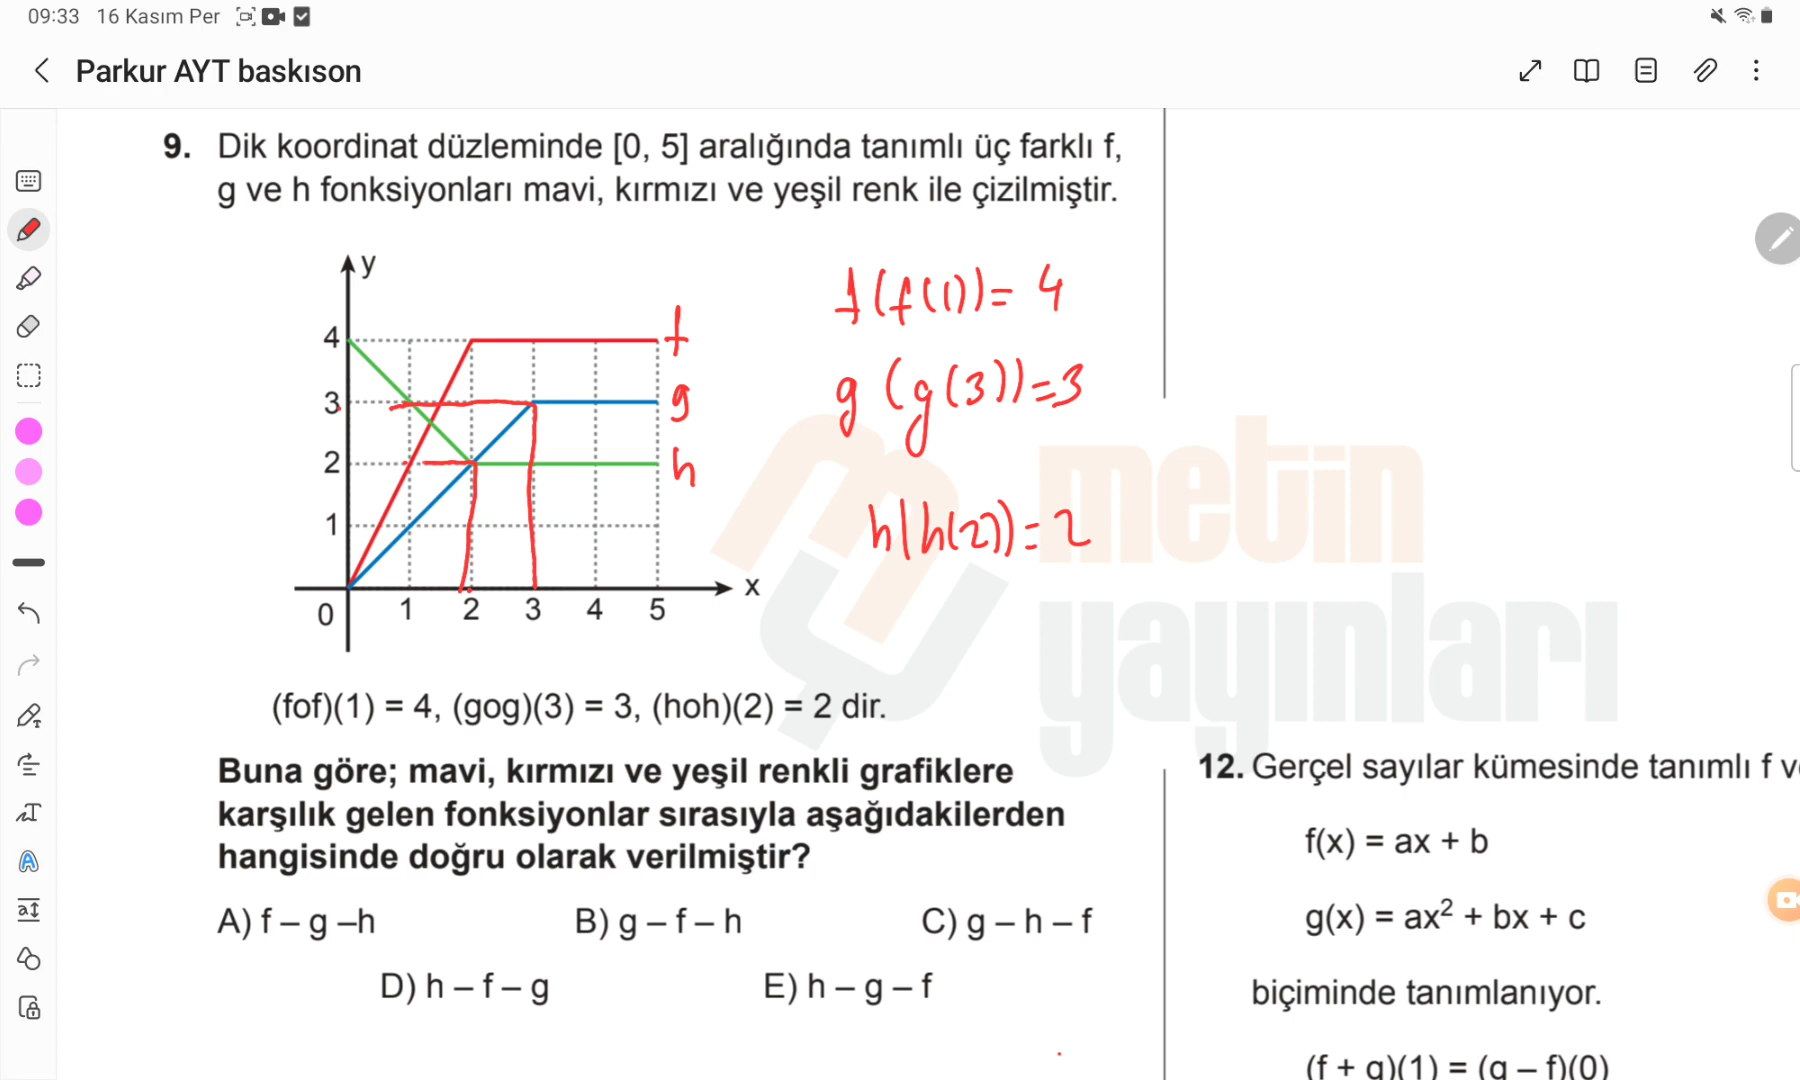 09:33 16 Kasım Per
Parkur AYT baskıson
9. Dik koordinat düzleminde [0, 5] aralığında tanımlı üç farklı f,
g ve h fonksiyonları mavi, kırmızı ve yeşil renk ile çizilmiştir.
y
4
3
2
1
0
1 2 3 4 5
x
f
g
h
f(f(1)) = 4
g(g(3)) = 3
h(h(2)) = 2
metin
yayınları
(fof)(1) = 4, (gog)(3) = 3, (hoh)(2) = 2 dir.
Buna göre; mavi, kırmızı ve yeşil renkli grafiklere
karşılık gelen fonksiyonlar sırasıyla aşağıdakilerden
hangisinde doğru olarak verilmiştir?
A) f – g –h B) g – f – h C) g – h – f
D) h – f – g E) h – g – f
12. Gerçel sayılar kümesinde tanımlı f
f(x) = ax + b
g(x) = ax² + bx + c
biçiminde tanımlanıyor.
(f + g)(1) = (g – f)(0)